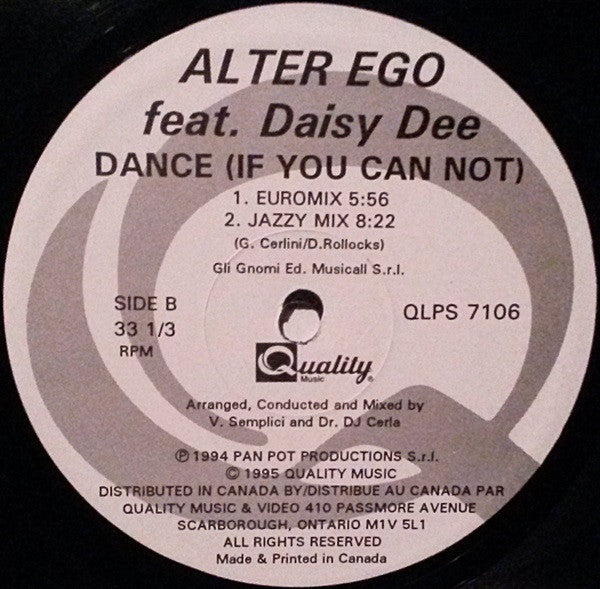 ALTER EGO
feat. Daisy Dee
DANCE (IF YOU CAN NOT)
1. EUROMIX 5:56
2. JAZZY MIX 8:22
(G. Cerlini/D.Rollocks)
Gli Gnomi Ed. Musicall S.r.l.
SIDE B
33 1/3
RPM
QLPS 7106
Quality
Music ®
Arranged, Conducted and Mixed by
V. Semplici and Dr. DJ Cerla
℗ 1994 PAN POT PRODUCTIONS S.r.l.
© 1995 QUALITY MUSIC
DISTRIBUTED IN CANADA BY/DISTRIBUE AU CANADA PAR
QUALITY MUSIC & VIDEO 410 PASSMORE AVENUE
SCARBOROUGH, ONTARIO M1V 5L1
ALL RIGHTS RESERVED
Made & Printed in Canada